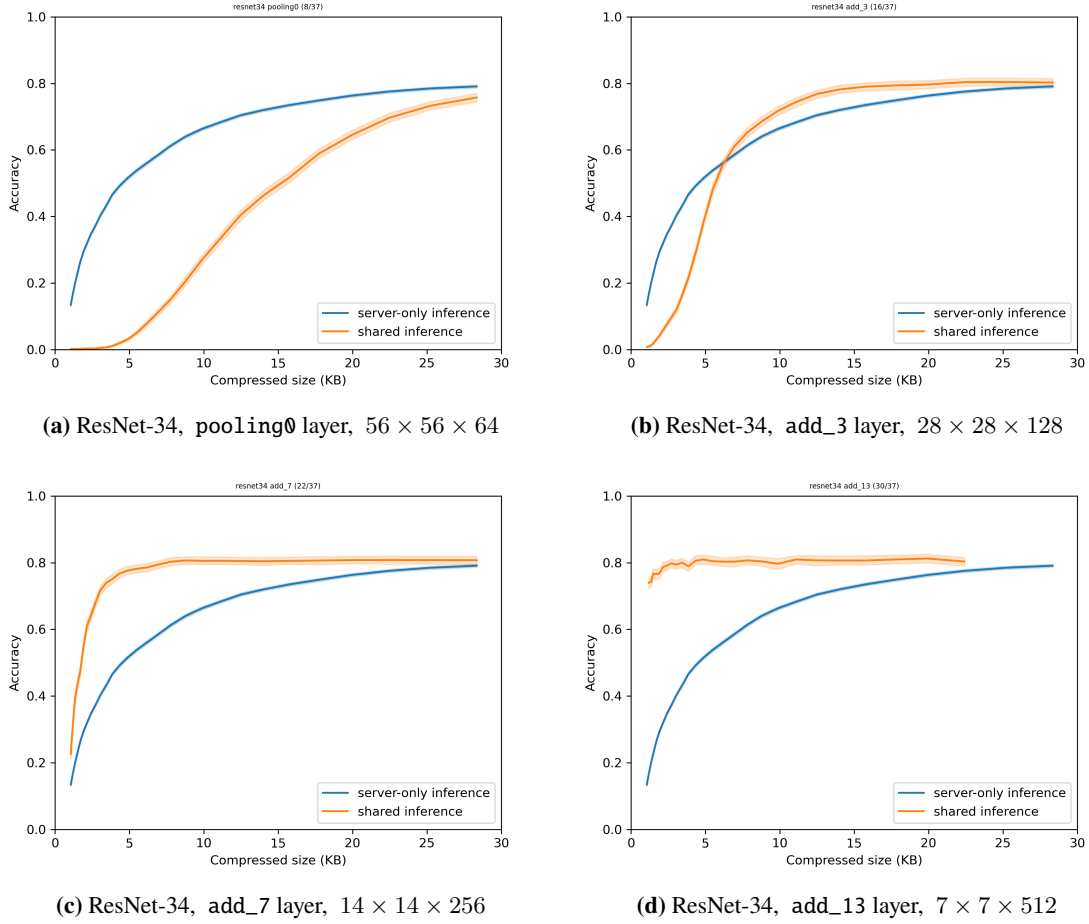 resnet34 pooling0 (8/37)
1.0
0.8
0.6
0.4
0.2
0.0
Accuracy
0 5 10 15 20 25 30
Compressed size (KB)
server-only inference
shared inference
(a) ResNet-34, pooling0 layer, 56 × 56 × 64
resnet34 add_3 (16/37)
1.0
0.8
0.6
0.4
0.2
0.0
Accuracy
0 5 10 15 20 25 30
Compressed size (KB)
server-only inference
shared inference
(b) ResNet-34, add_3 layer, 28 × 28 × 128
resnet34 add_7 (22/37)
1.0
0.8
0.6
0.4
0.2
0.0
Accuracy
0 5 10 15 20 25 30
Compressed size (KB)
server-only inference
shared inference
(c) ResNet-34, add_7 layer, 14 × 14 × 256
resnet34 add_13 (30/37)
1.0
0.8
0.6
0.4
0.2
0.0
Accuracy
0 5 10 15 20 25 30
Compressed size (KB)
server-only inference
shared inference
(d) ResNet-34, add_13 layer, 7 × 7 × 512